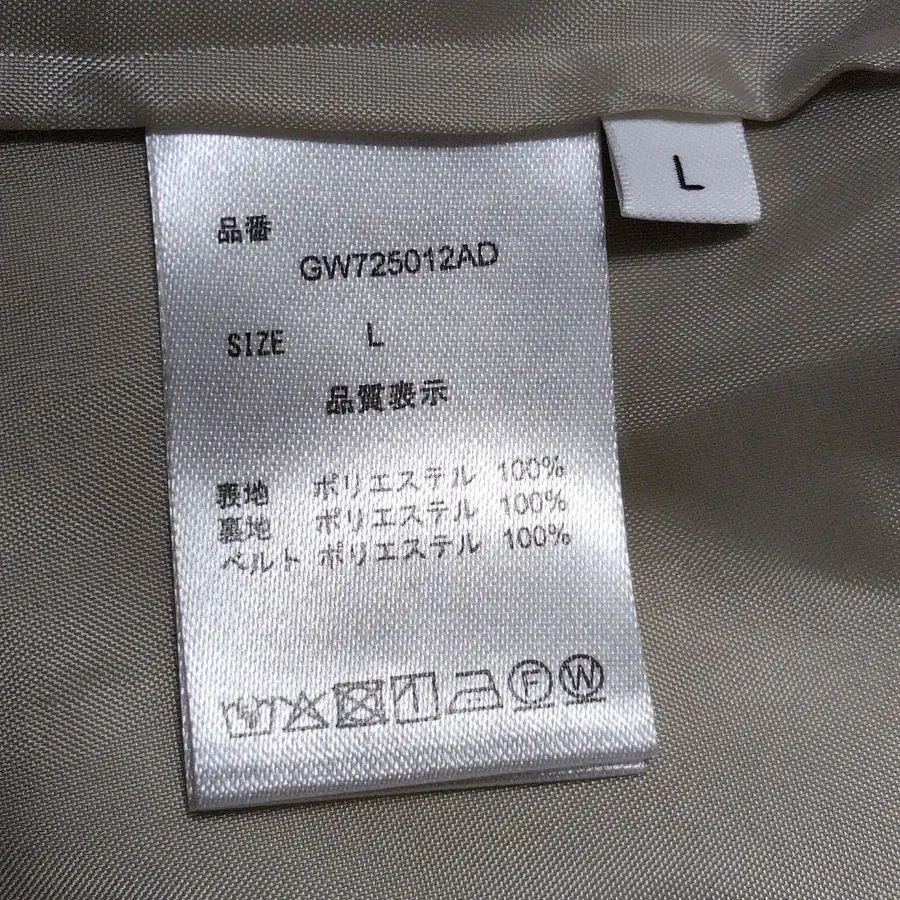 L
品番
GW725012AD
SIZE L
品質表示
表地 ポリエステル 100%
裏地 ポリエステル 100%
ベルト ポリエステル 100%
F W